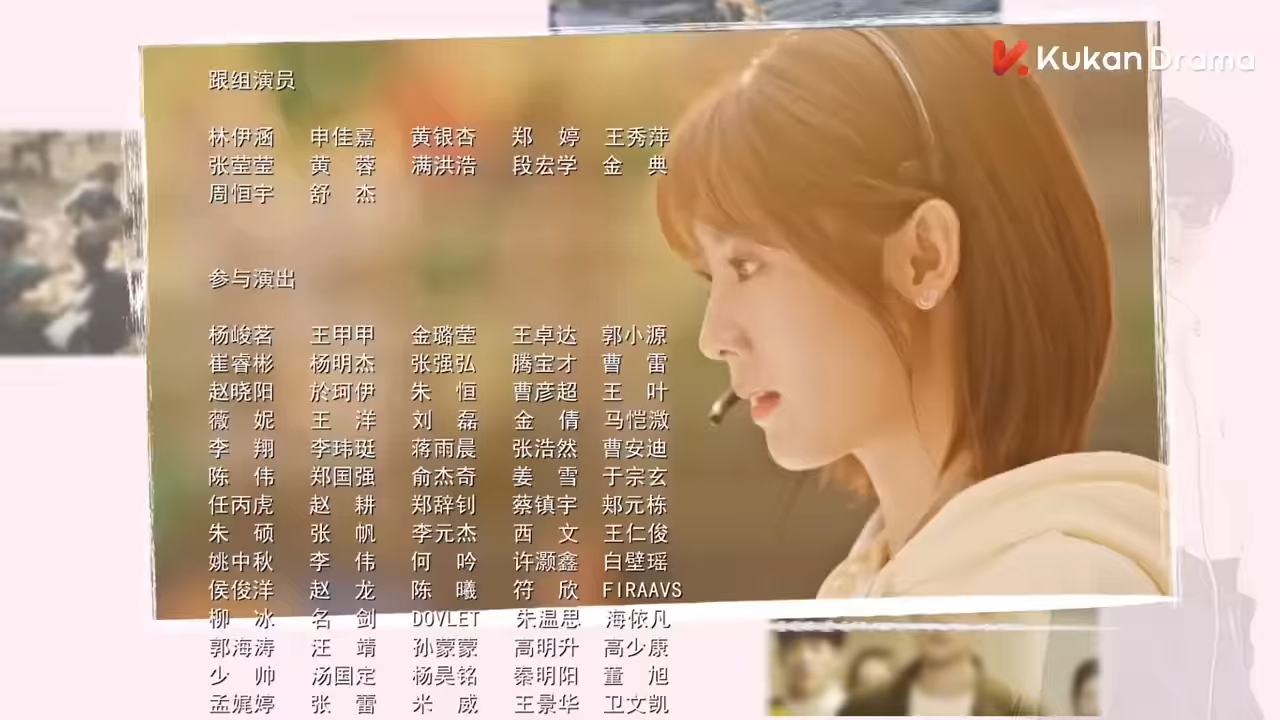 Kukan Drama
跟组演员
林伊涵 申佳嘉 黄银杏 郑婷 王秀萍
张莹莹 黄蓉 满洪浩 段宏学 金典
周恒宇 舒杰
参与演出
杨峻茗 王甲甲 金璐莹 王卓达 郭小源
崔睿彬 杨明杰 张强弘 腾宝才 曹雷
赵晓阳 於珂伊 朱恒 曹彦超 王叶
薇妮 王洋 刘磊 金倩 马恺溦
李翔 李玮珽 蒋雨晨 张浩然 曹安迪
陈伟 郑国强 俞杰奇 姜雪 于宗玄
任丙虎 赵耕 郑辞钊 蔡镇宇 郏元栋
朱硕 张帆 李元杰 西文 王仁俊
姚中秋 李伟 何吟 许灏鑫 白壁瑶
侯俊洋 赵龙 陈曦 符欣 FIRAAVS
柳冰 名剑 DOVLET 朱温思 海依凡
郭海涛 汪靖 孙蒙蒙 高明升 高少康
少帅 汤国定 杨昊铭 秦明阳 董旭
孟娓婷 张蕾 米威 王景华 卫文凯